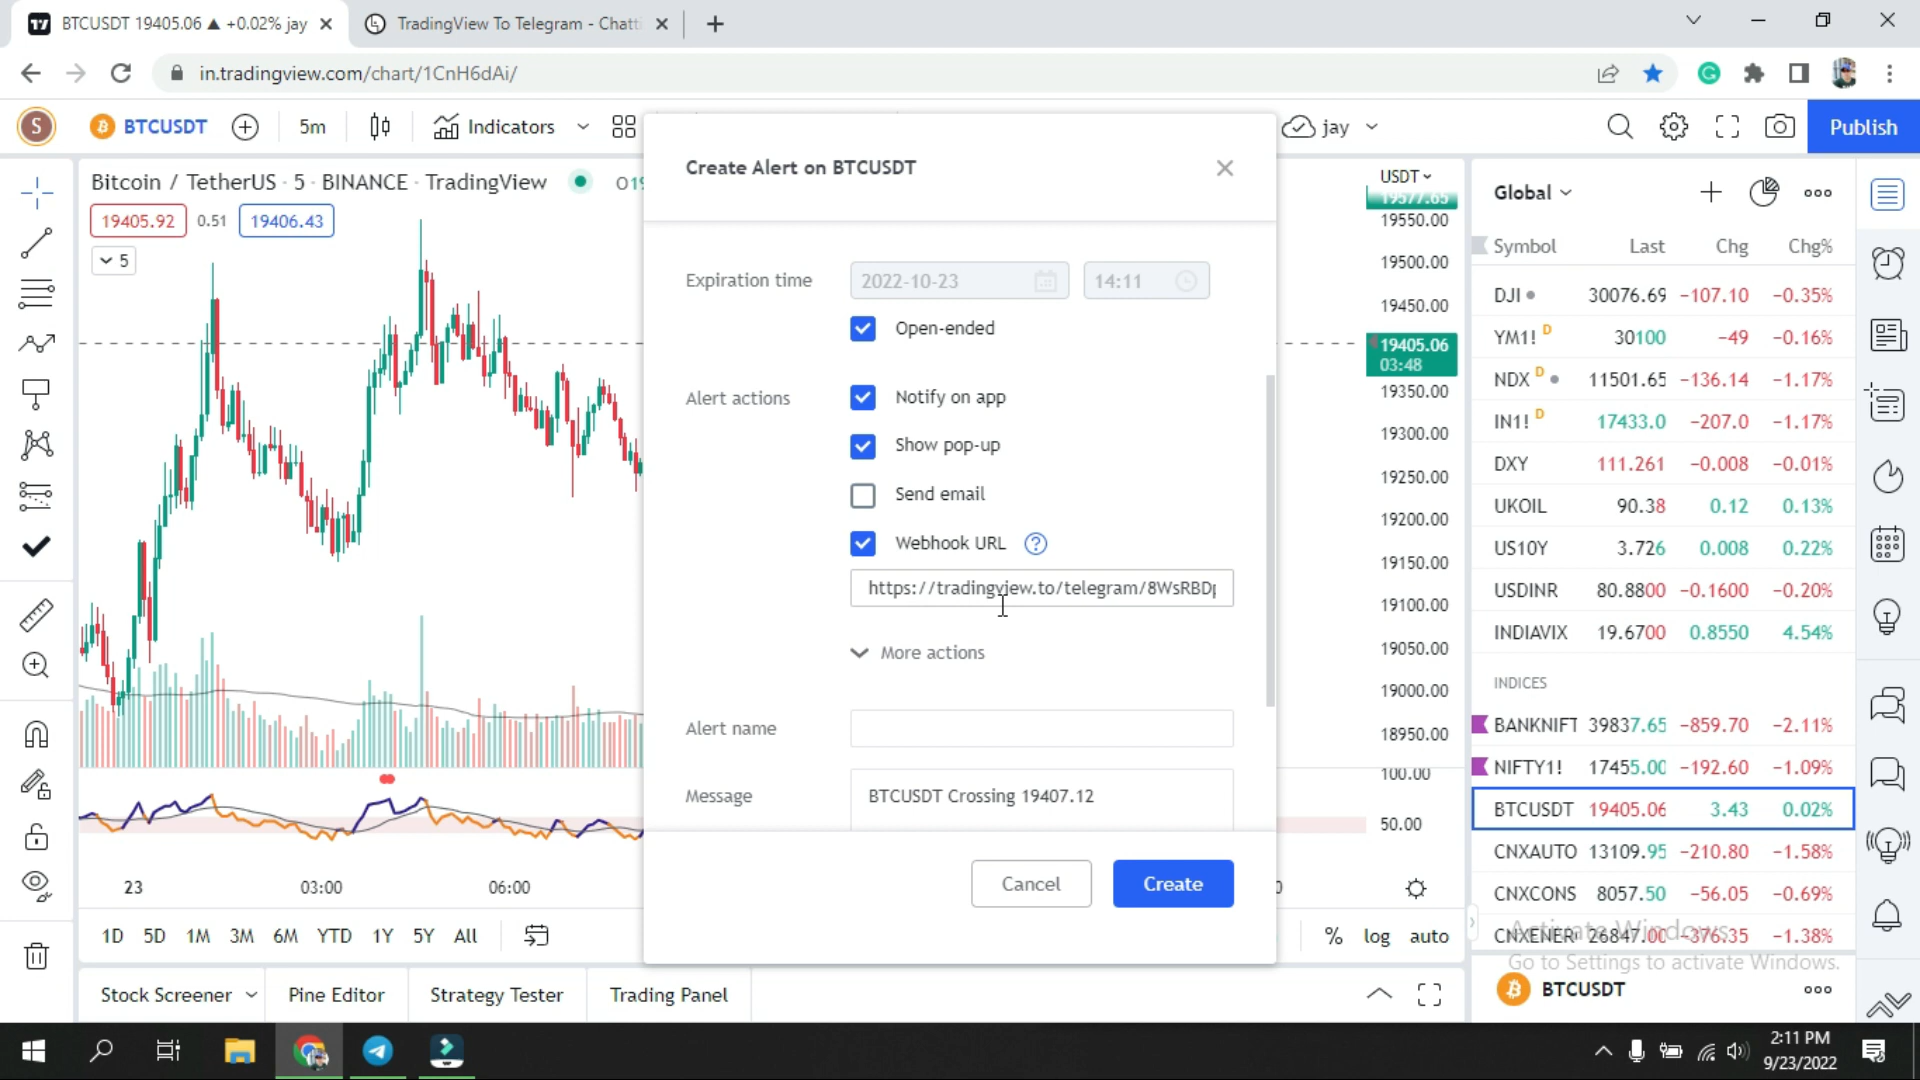 BTCUSDT 19405.06 ▲ +0.02% jay
TradingView To Telegram - Chatti
in.tradingview.com/chart/1CnH6dAi/
S
BTCUSDT
5m
Indicators
jay
Publish
Bitcoin / TetherUS · 5 · BINANCE · TradingView
O19
19405.92
0.51
19406.43
5
Create Alert on BTCUSDT
Expiration time
2022-10-23
14:11
Open-ended
Alert actions
Notify on app
Show pop-up
Send email
Webhook URL
https://tradingview.to/telegram/8WsRBD
More actions
Alert name
Message
BTCUSDT Crossing 19407.12
Cancel
Create
USDT
19577.65
19550.00
19500.00
19450.00
19405.06
03:48
19350.00
19300.00
19250.00
19200.00
19150.00
19100.00
19050.00
19000.00
18950.00
100.00
50.00
23
03:00
06:00
1D 5D 1M 3M 6M YTD 1Y 5Y All
% log auto
Stock Screener
Pine Editor
Strategy Tester
Trading Panel
Global
Symbol Last Chg Chg%
DJI 30076.69 −107.10 −0.35%
YM1! D 30100 −49 −0.16%
NDX D 11501.65 −136.14 −1.17%
IN1! D 17433.0 −207.0 −1.17%
DXY 111.261 −0.008 −0.01%
UKOIL 90.38 0.12 0.13%
US10Y 3.726 0.008 0.22%
USDINR 80.8800 −0.1600 −0.20%
INDIAVIX 19.6700 0.8550 4.54%
INDICES
BANKNIFT 39837.65 −859.70 −2.11%
NIFTY1! 17455.00 −192.60 −1.09%
BTCUSDT 19405.06 3.43 0.02%
CNXAUTO 13109.95 −210.80 −1.58%
CNXCONS 8057.50 −56.05 −0.69%
CNXENER 26847.00 −376.35 −1.38%
Activate Windows
Go to Settings to activate Windows.
BTCUSDT
2:11 PM
9/23/2022